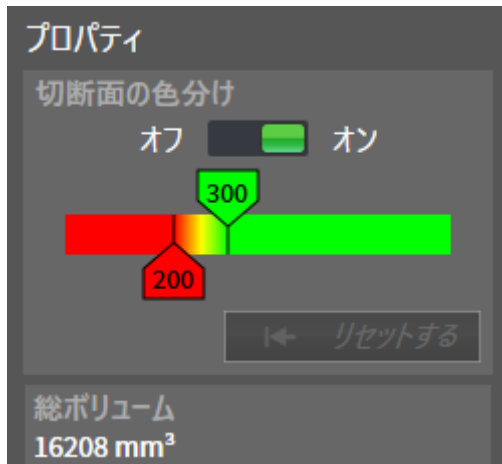 プロパティ
切断面の色分け
オフ オン
300
200
リセットする
総ボリューム
16208 mm³